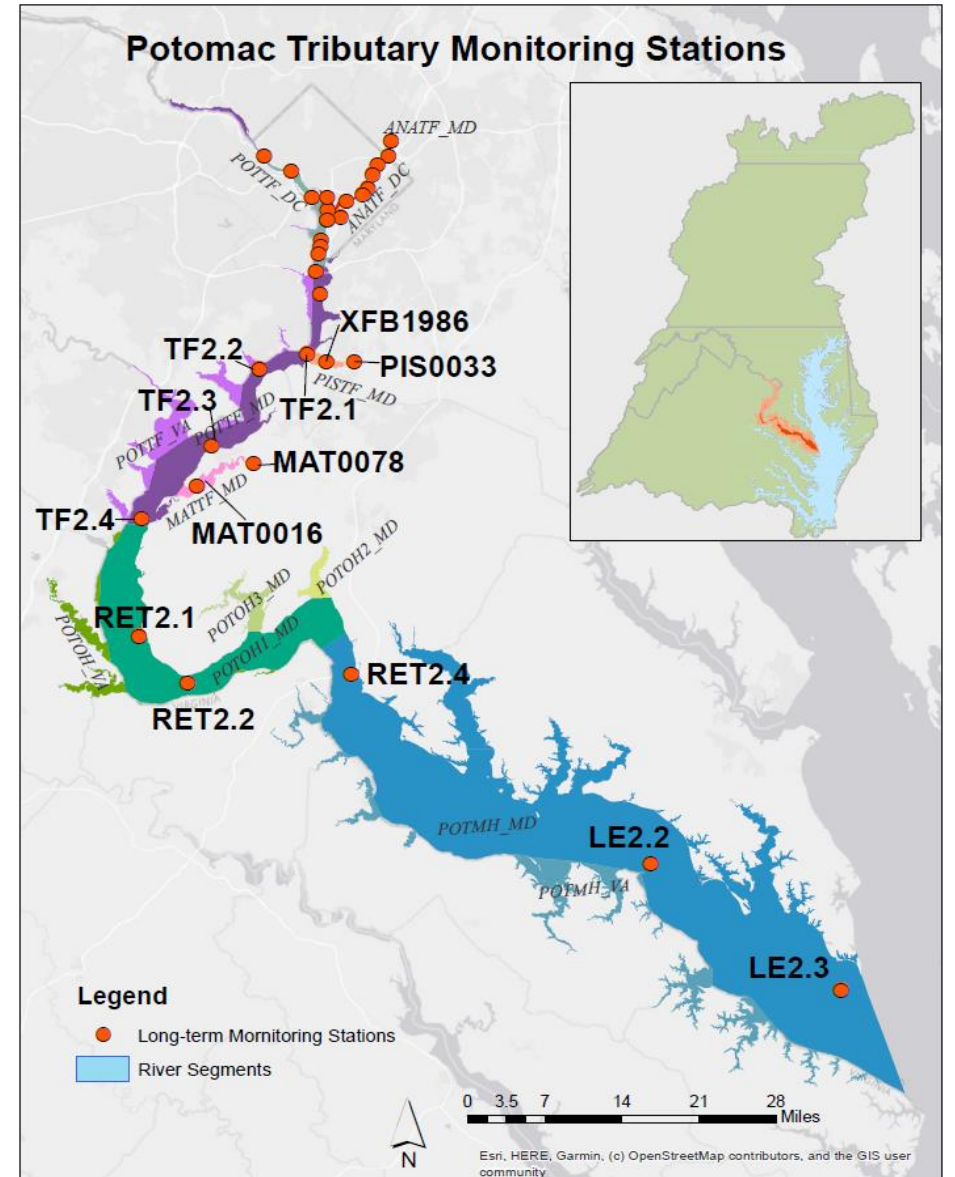 Potomac Tributary Monitoring Stations
ANATF_MD
POTTF_DC
ANATF_DC
MARYLAND
XFB1986
TF2.2
PIS0033
PISTF_MD
TF2.3
TF2.1
POTTF_VA
POTTF_MD
MAT0078
MATTF_MD
TF2.4
MAT0016
POTOH2_MD
POTOH3_MD
RET2.1
POTOH_VA
POTOH1_MD
RET2.4
VIRGINIA
RET2.2
POTMH_MD
LE2.2
POTMH_VA
LE2.3
Legend
Long-term Mornitoring Stations
River Segments
VIRGINIA
0 3.5 7 14 21 28
Miles
N
Esri, HERE, Garmin, (c) OpenStreetMap contributors, and the GIS user
community